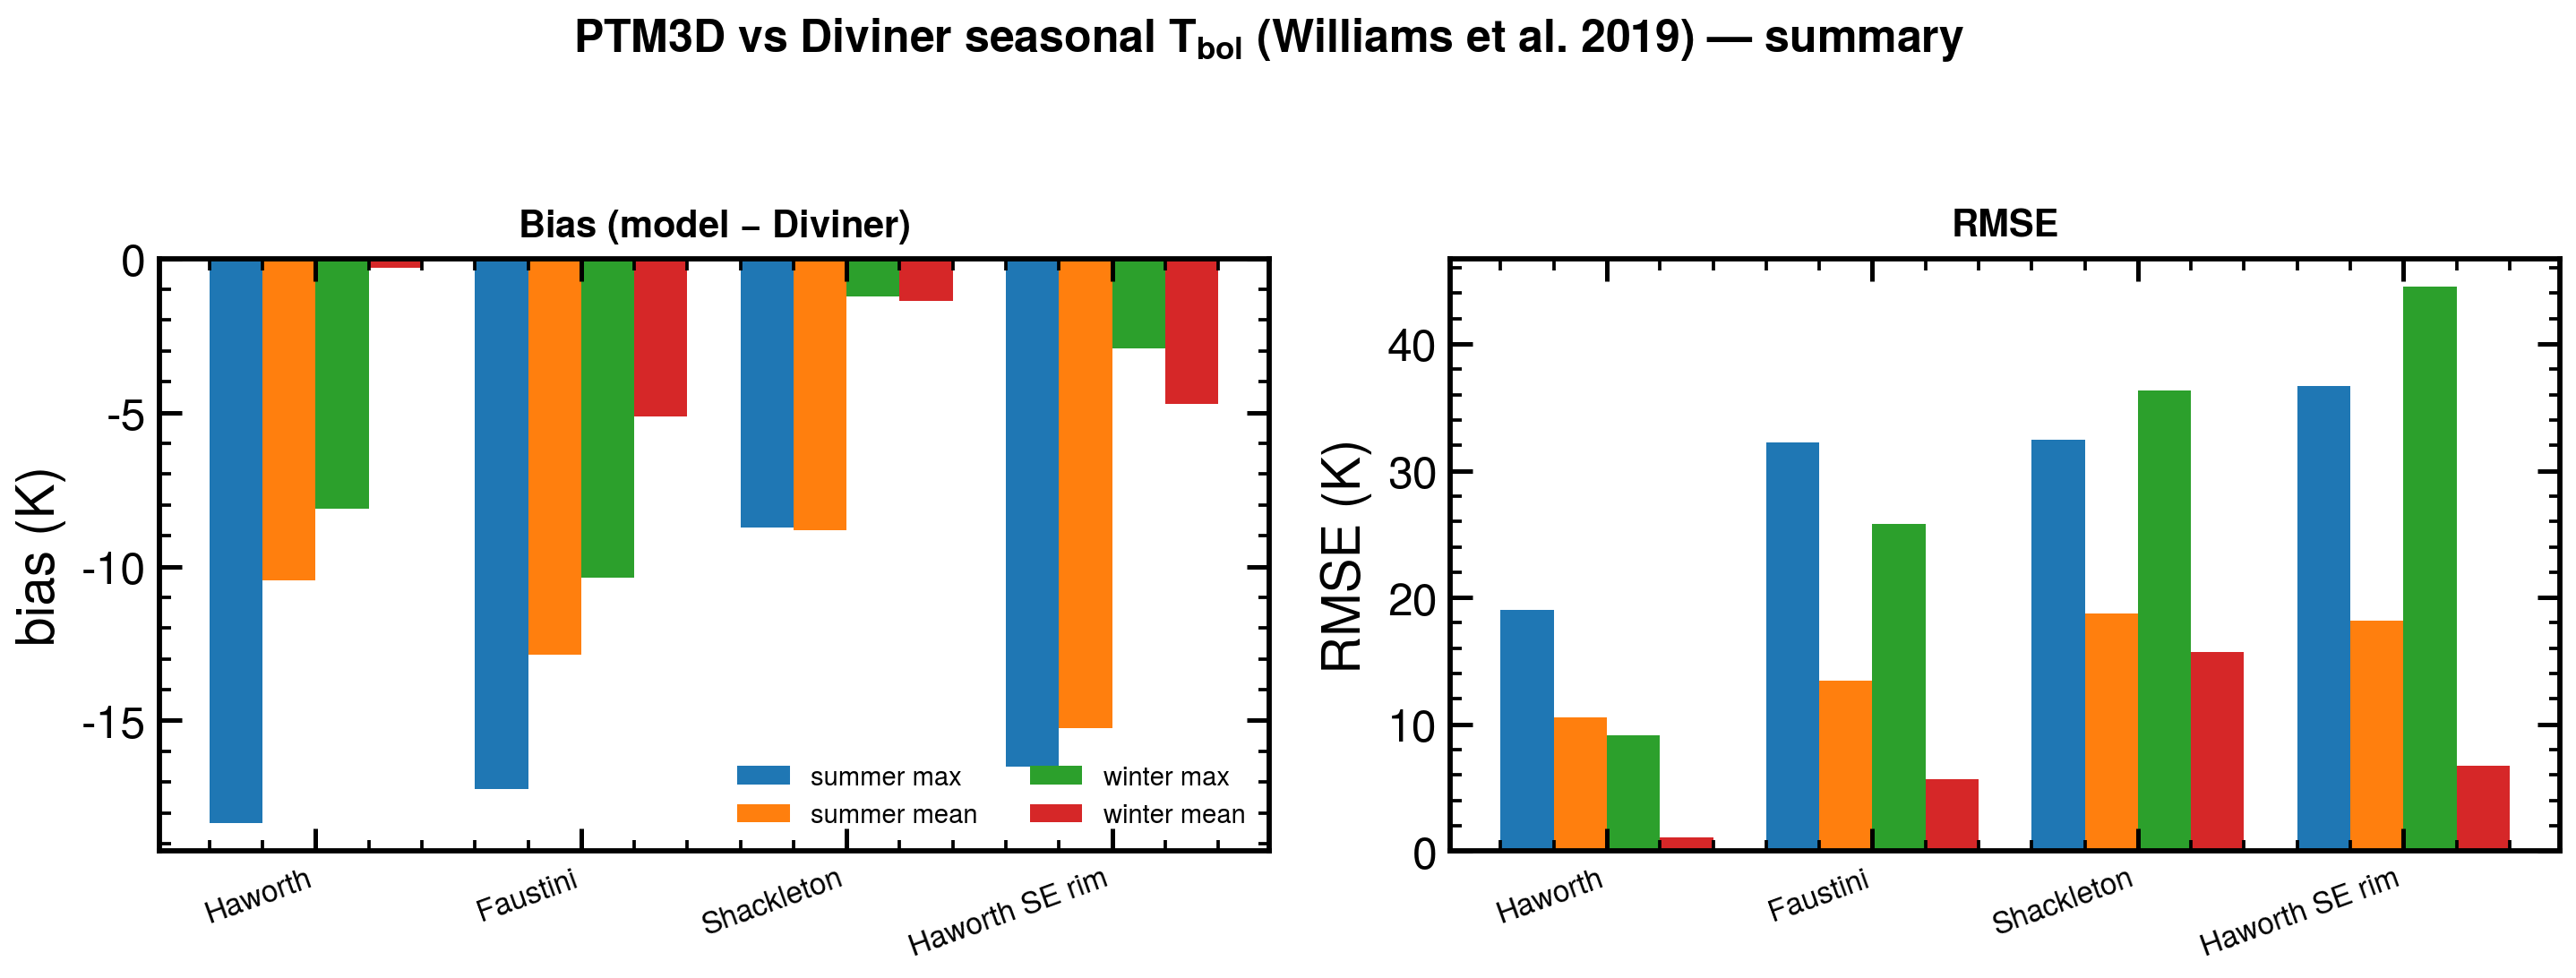 PTM3D vs Diviner seasonal T_bol (Williams et al. 2019) — summary
Bias (model − Diviner)
bias (K)
0
-5
-10
-15
summer max
summer mean
winter max
winter mean
Haworth
Faustini
Shackleton
Haworth SE rim
RMSE
RMSE (K)
40
30
20
10
0
Haworth
Faustini
Shackleton
Haworth SE rim